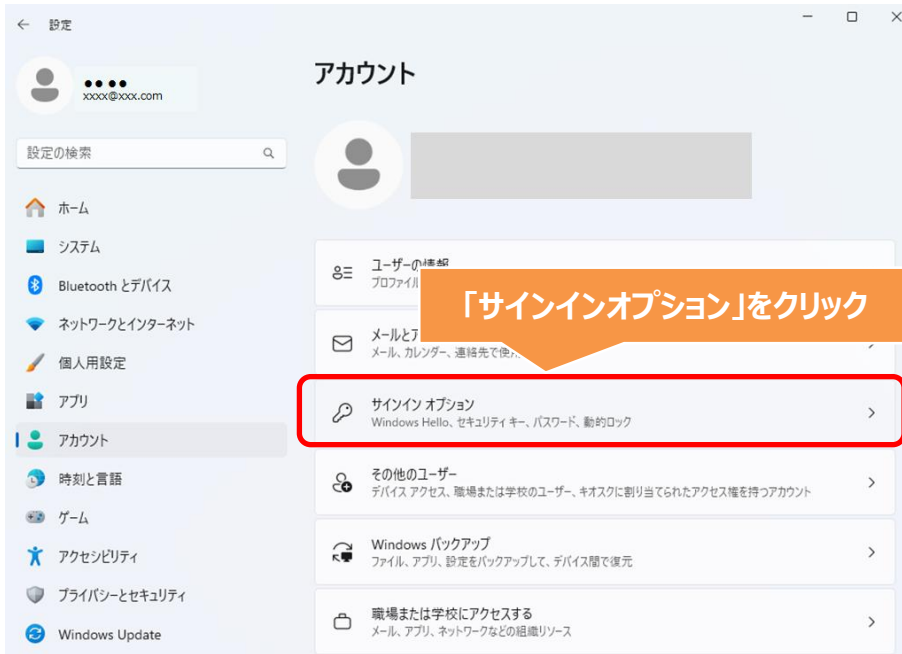 設定
●●●●
xxxx@xxx.com
設定の検索
ホーム
システム
Bluetooth とデバイス
ネットワークとインターネット
個人用設定
アプリ
アカウント
時刻と言語
ゲーム
アクセシビリティ
プライバシーとセキュリティ
Windows Update
アカウント
ユーザーの情報
プロファイル
「サインインオプション」をクリック
メールとア
メール、カレンダー、連絡先で使用
サインイン オプション
Windows Hello、セキュリティ キー、パスワード、動的ロック
その他のユーザー
デバイス アクセス、職場または学校のユーザー、キオスクに割り当てられたアクセス権を持つアカウント
Windows バックアップ
ファイル、アプリ、設定をバックアップして、デバイス間で復元
職場または学校にアクセスする
メール、アプリ、ネットワークなどの組織リソース